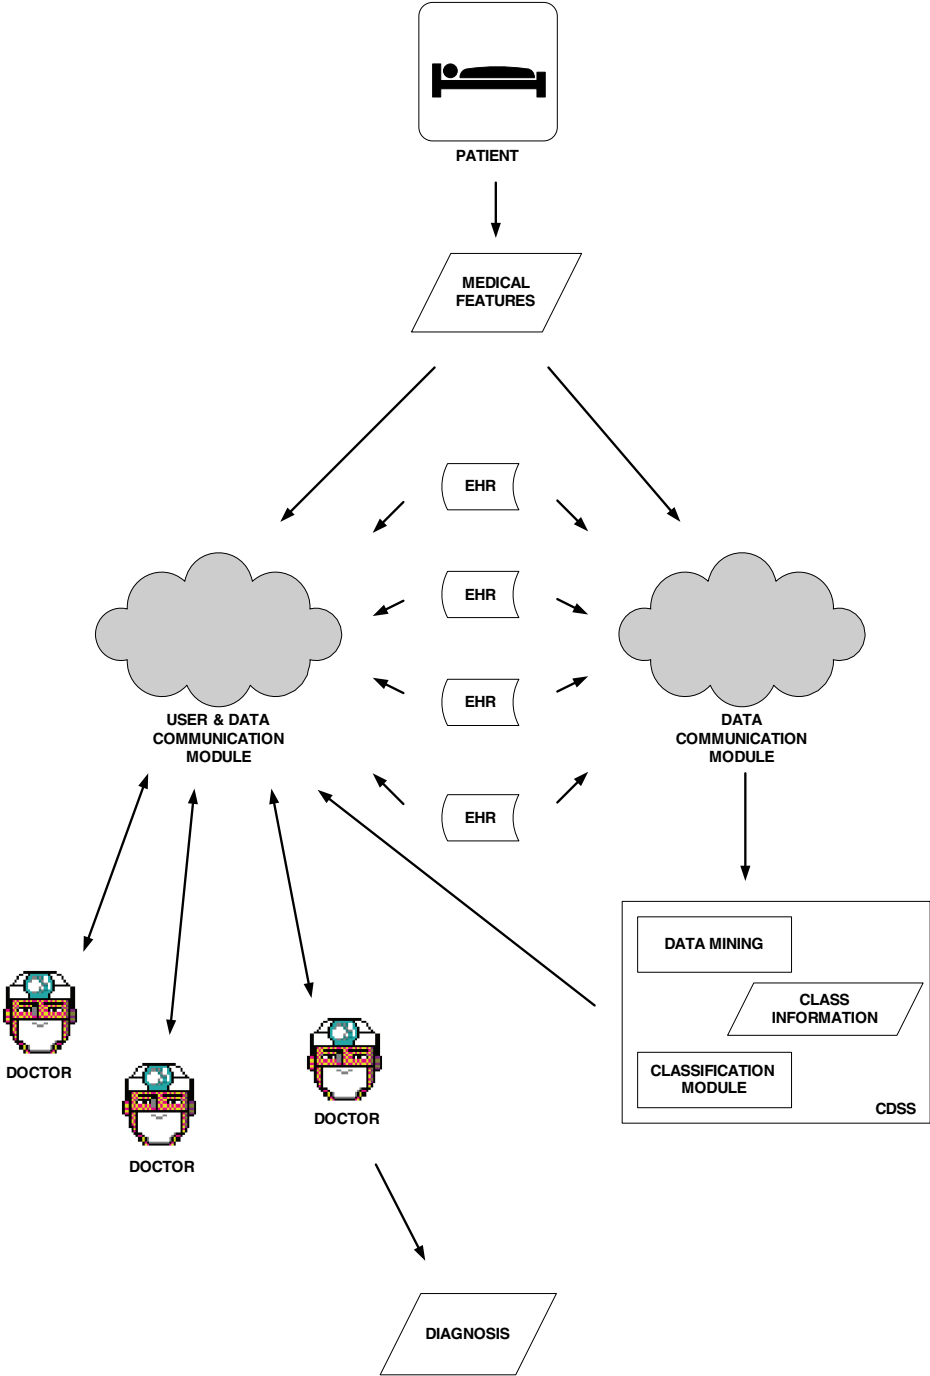 PATIENT
MEDICAL
FEATURES
EHR
EHR
EHR
EHR
USER & DATA
COMMUNICATION
MODULE
DATA
COMMUNICATION
MODULE
DATA MINING
CLASS
INFORMATION
CLASSIFICATION
MODULE
CDSS
DOCTOR
DOCTOR
DOCTOR
DIAGNOSIS